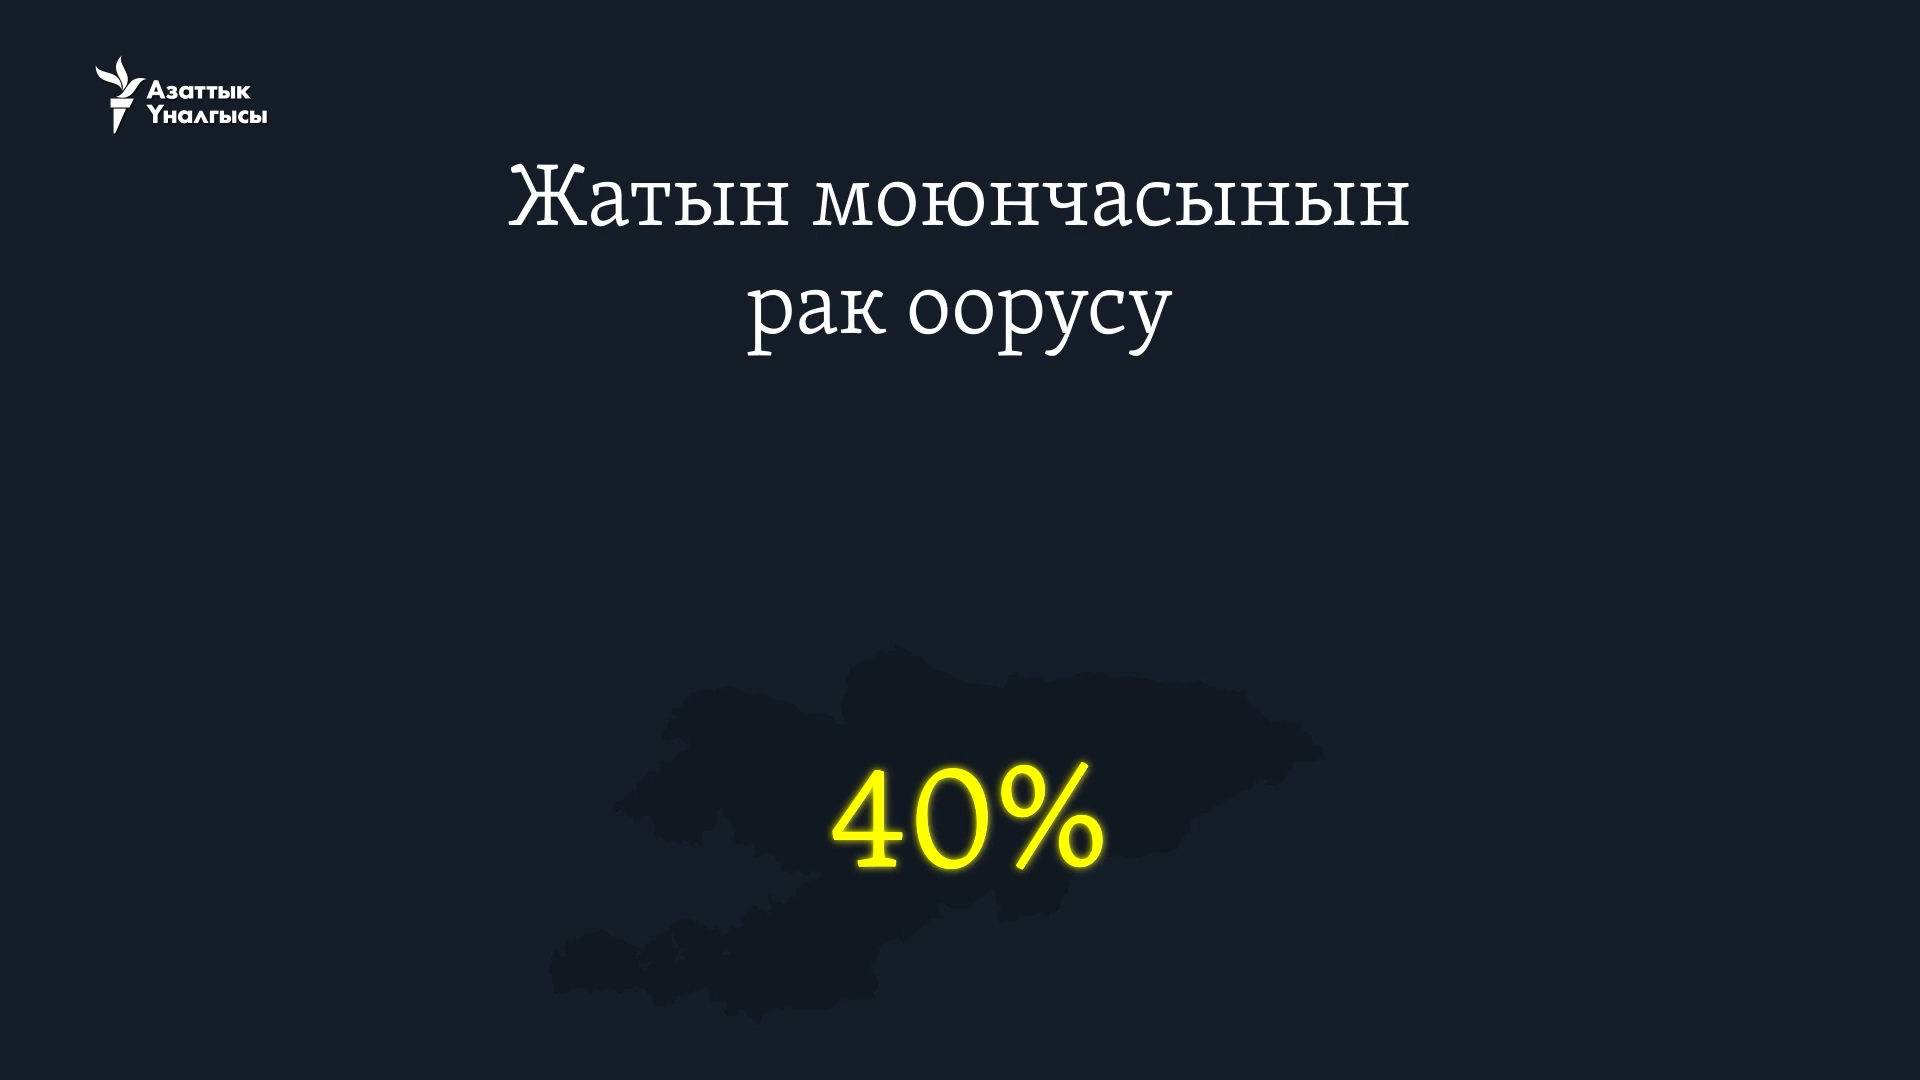 Азаттык
Үналгысы
Жатын моюнчасынын
рак оорусу
40%